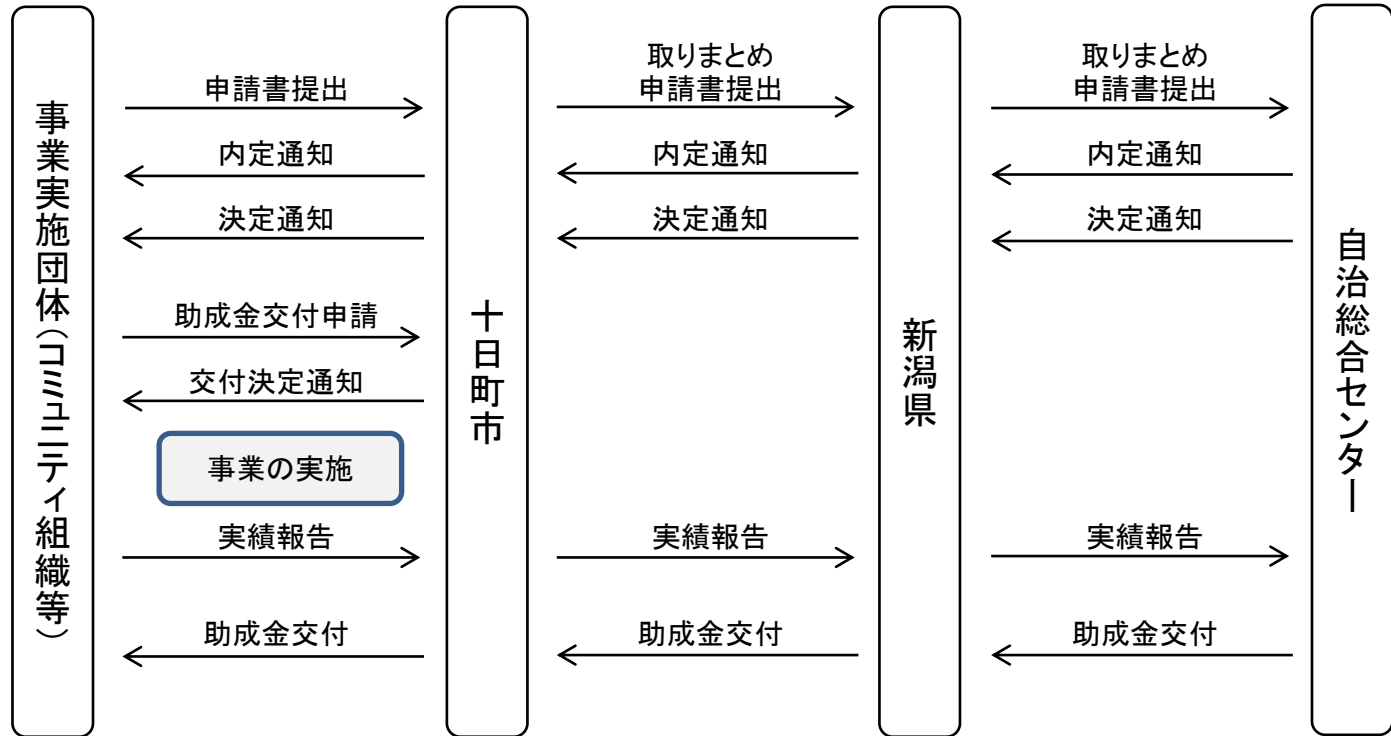 事業実施団体（コミュニティ組織等）
十日町市
新潟県
自治総合センター
申請書提出
取りまとめ
申請書提出
取りまとめ
申請書提出
内定通知
内定通知
内定通知
決定通知
決定通知
決定通知
助成金交付申請
交付決定通知
事業の実施
実績報告
実績報告
実績報告
助成金交付
助成金交付
助成金交付